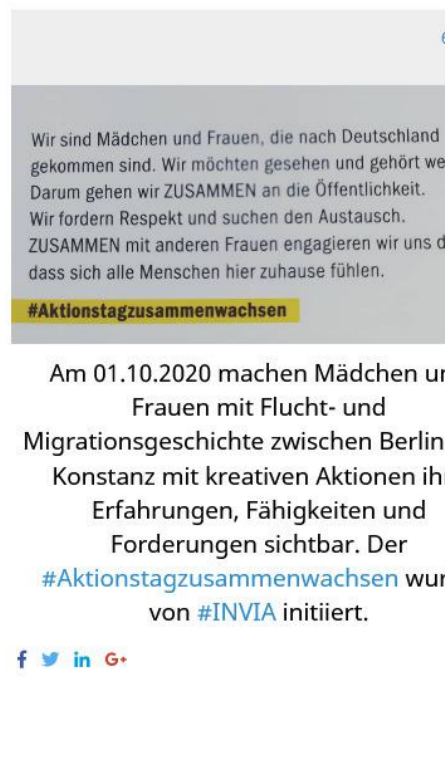 Wir sind Mädchen und Frauen, die nach Deutschland
gekommen sind. Wir möchten gesehen und gehört we
Darum gehen wir ZUSAMMEN an die Öffentlichkeit.
Wir fordern Respekt und suchen den Austausch.
ZUSAMMEN mit anderen Frauen engagieren wir uns d
dass sich alle Menschen hier zuhause fühlen.
#Aktionstagzusammenwachsen
Am 01.10.2020 machen Mädchen un
Frauen mit Flucht- und
Migrationsgeschichte zwischen Berlin
Konstanz mit kreativen Aktionen ih
Erfahrungen, Fähigkeiten und
Forderungen sichtbar. Der
#Aktionstagzusammenwachsen wur
von #INVIA initiiert.